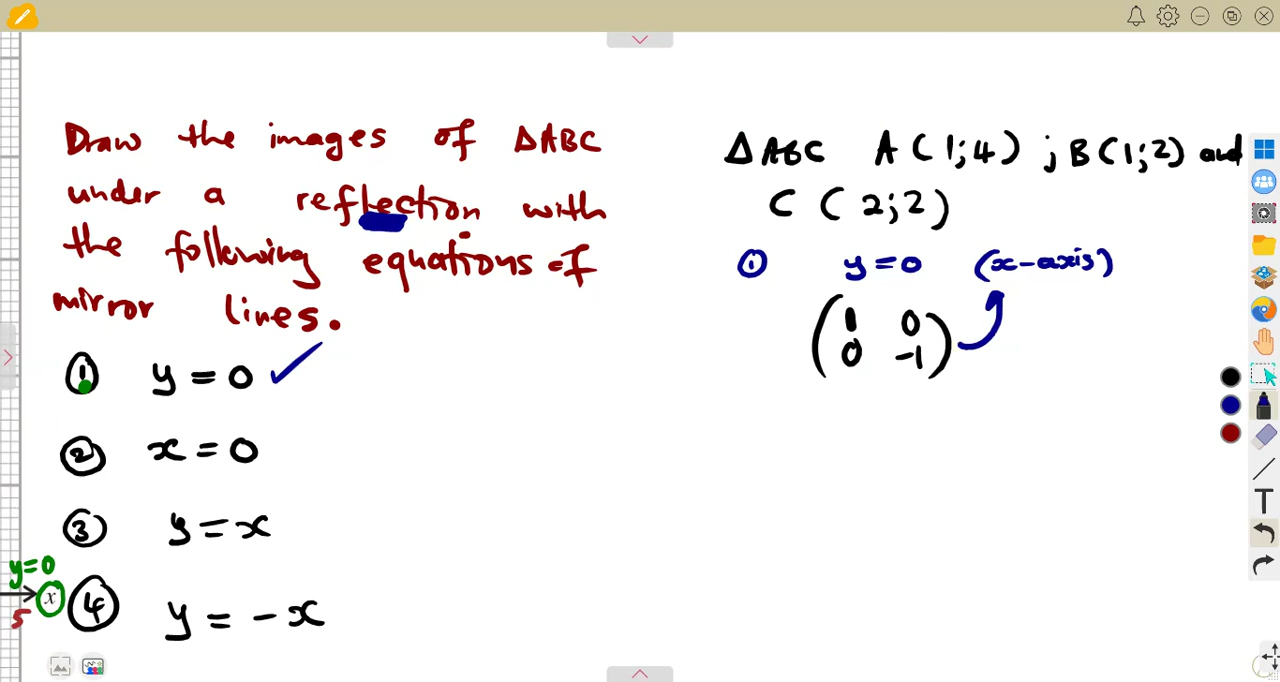 Draw the images of ΔABC
under a reflection with
the following equations of
mirror lines.
① y = 0 ✓
② x = 0
③ y = x
④ y = -x
y=0
x
5
ΔABC A(1;4) ; B(1;2) and
C (2;2)
① y = 0 (x-axis)
1 0
0 -1
T